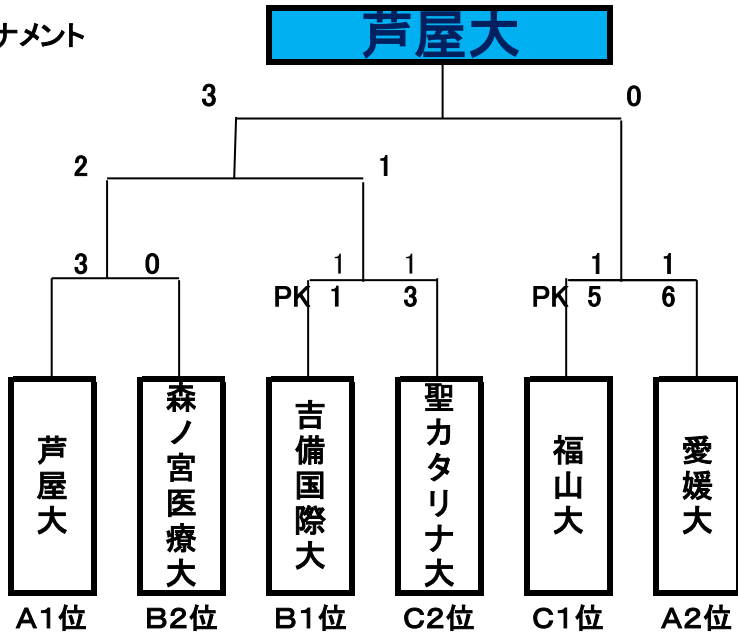 ナメント
芦屋大
3 0
2 1
3 0 1 1 1 1
PK 1 3 PK 5 6
芦屋大
森ノ宮医療大
吉備国際大
聖カタリナ大
福山大
愛媛大
A1位 B2位 B1位 C2位 C1位 A2位